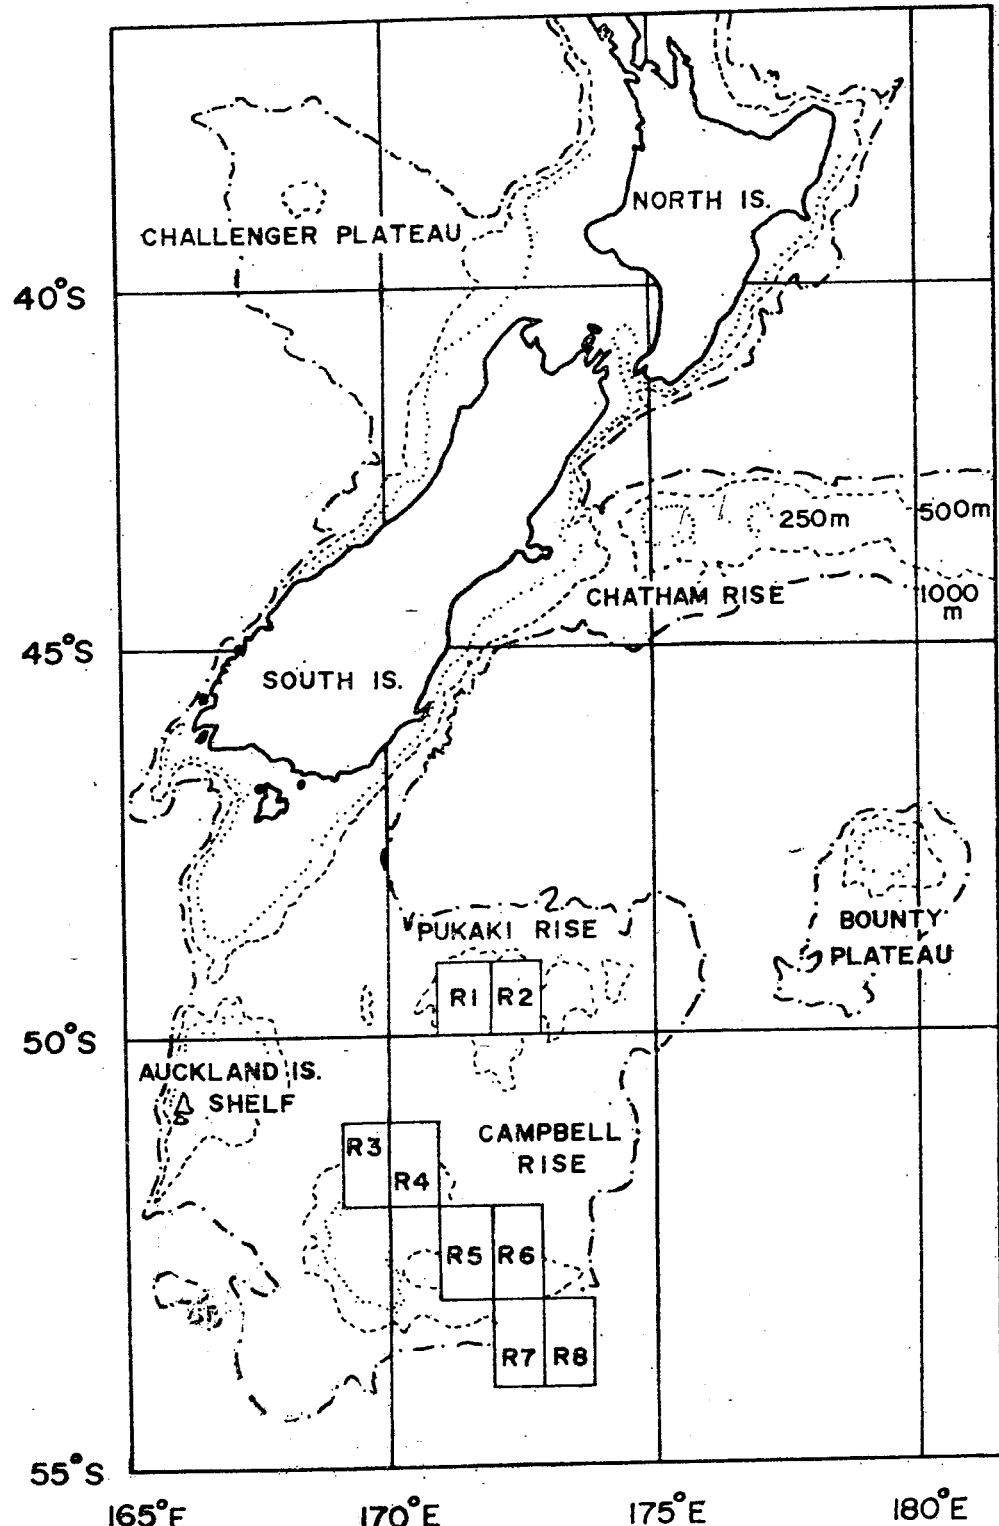 NORTH IS.
CHALLENGER PLATEAU
40°S
250m
500m
CHATHAM RISE
1000
m
45°S
SOUTH IS.
PUKAKI RISE
BOUNTY
PLATEAU
R1 R2
50°S
AUCKLAND IS.
SHELF
CAMPBELL
RISE
R3
R4
R5 R6
R7 R8
55°S
165°E 170°E 175°E 180°E